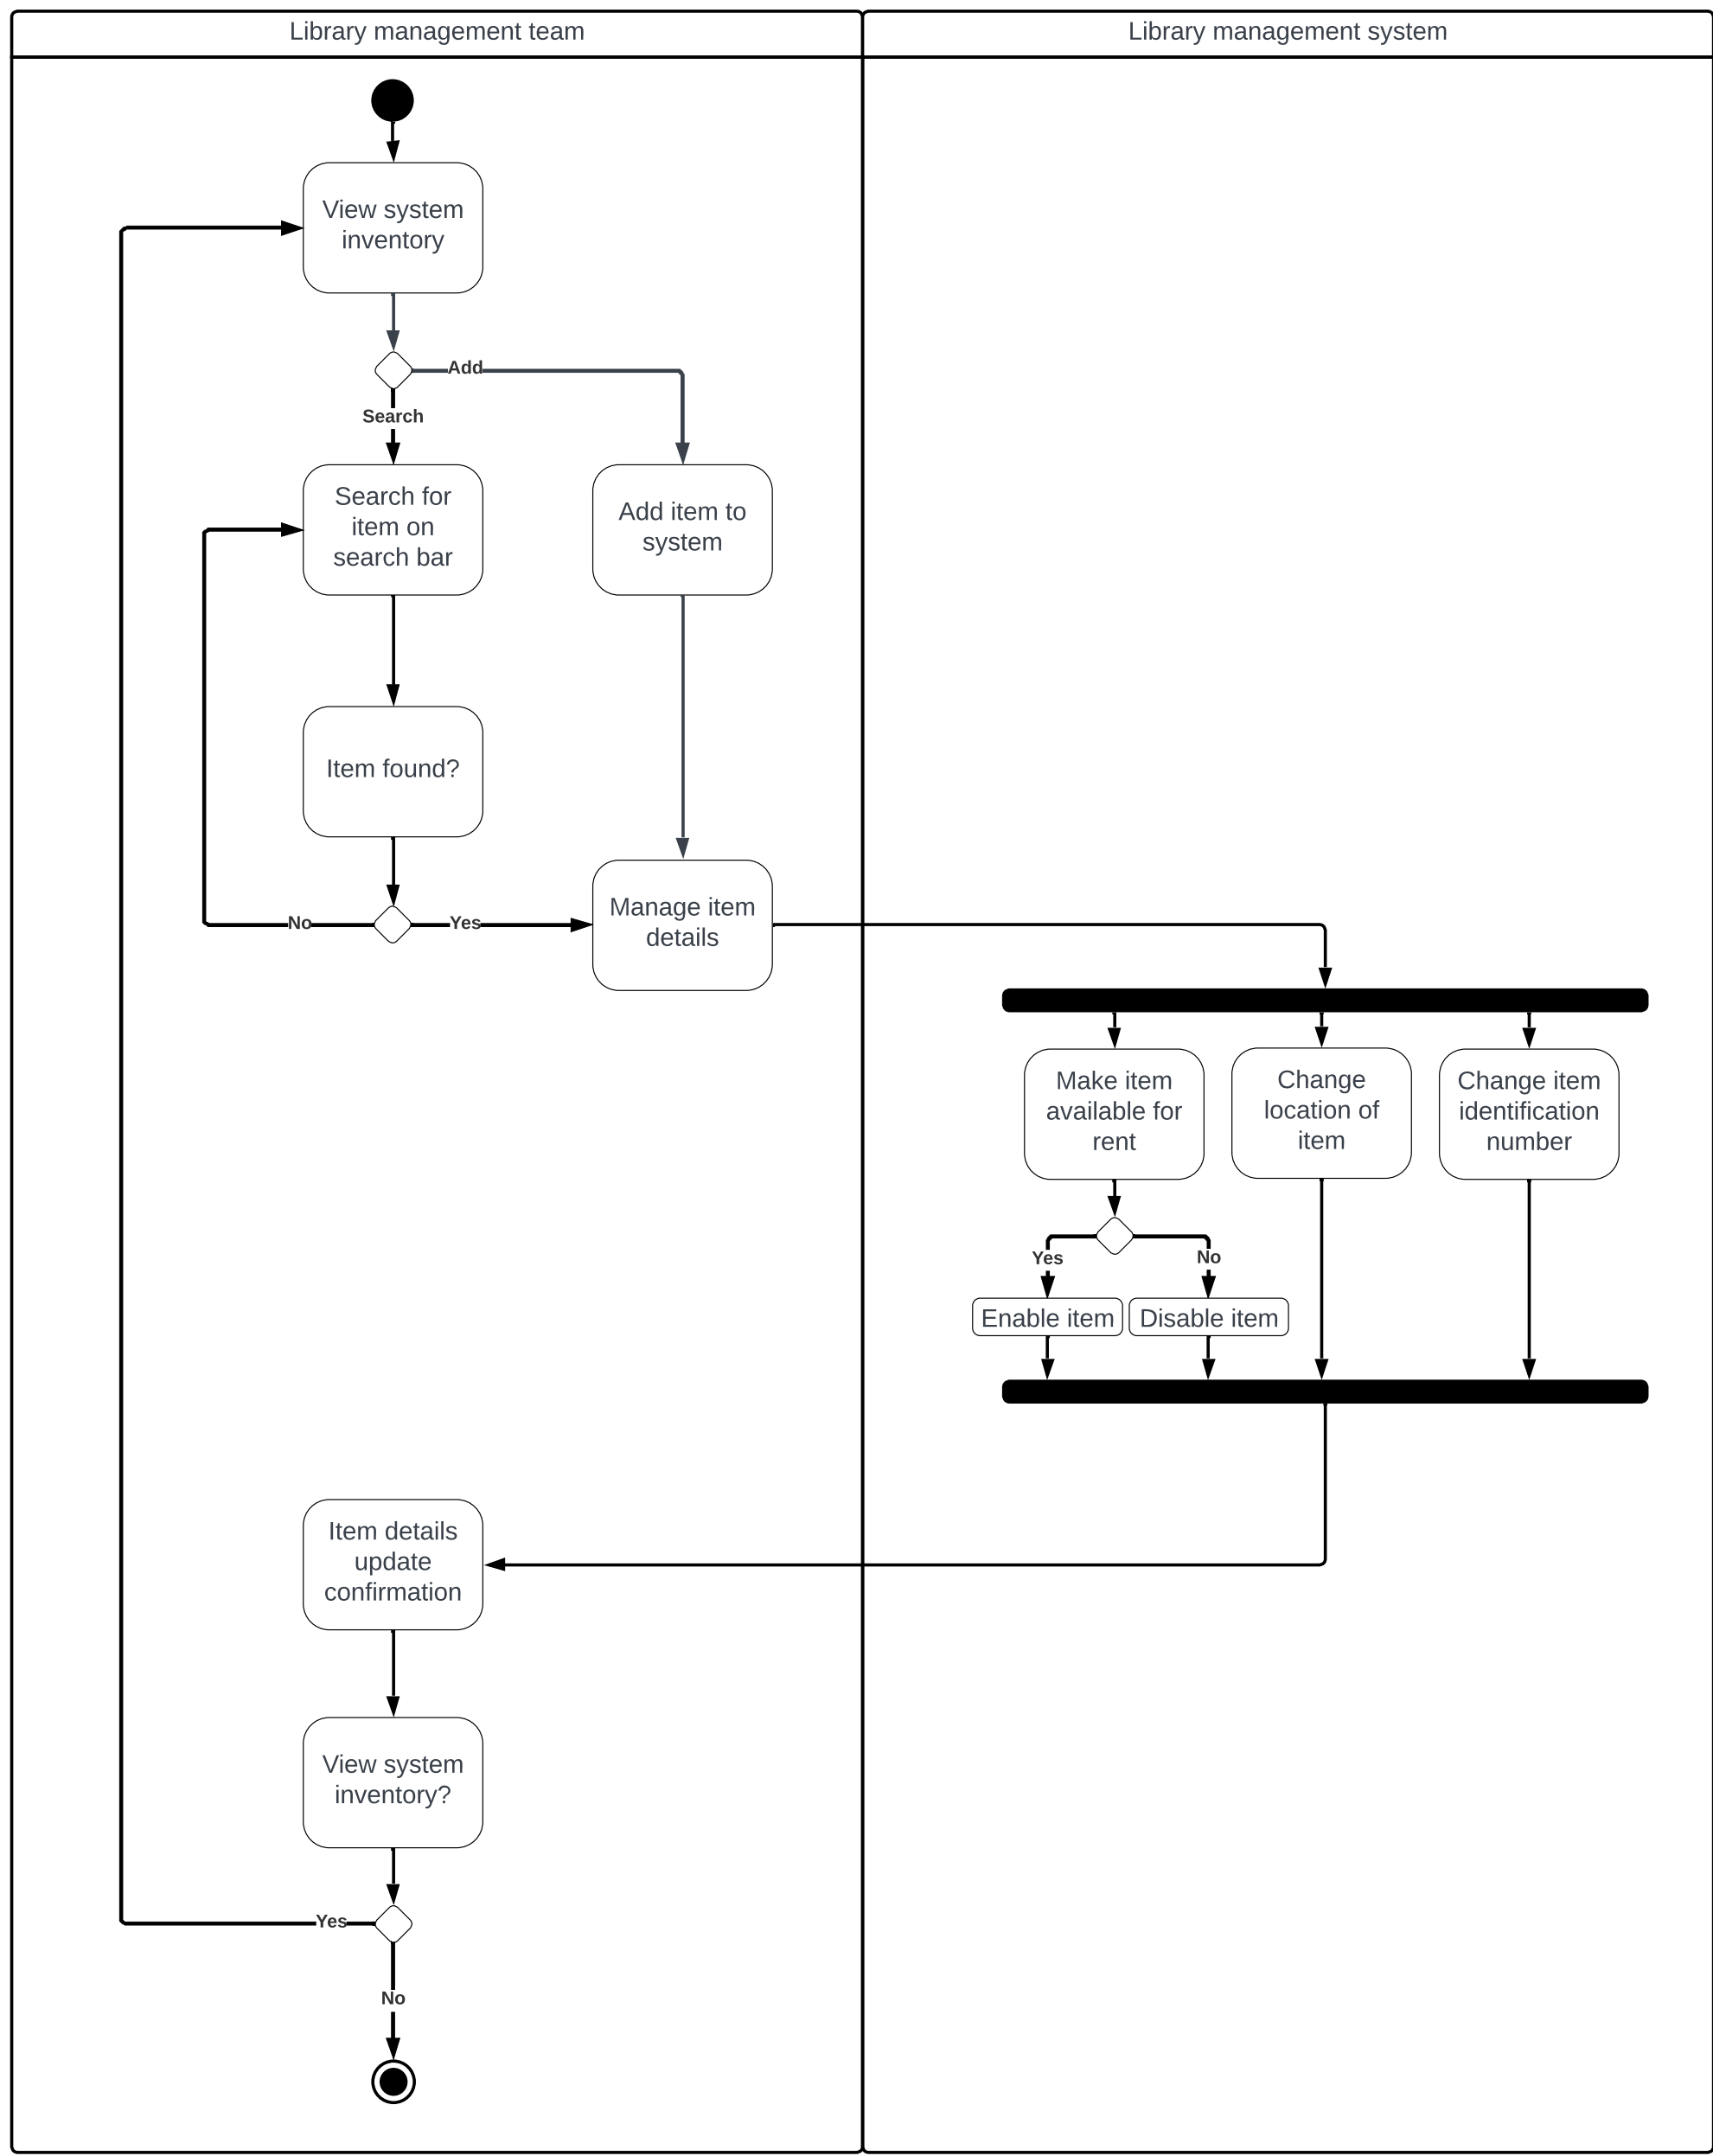 Library management team
Library management system
View system
inventory
Add
Search
Search for
item on
search bar
Add item to
system
Item found?
No
Yes
Manage item
details
Make item
available for
rent
Change
location of
item
Change item
identification
number
Yes
No
Enable item
Disable item
Item details
update
confirmation
View system
inventory?
Yes
No